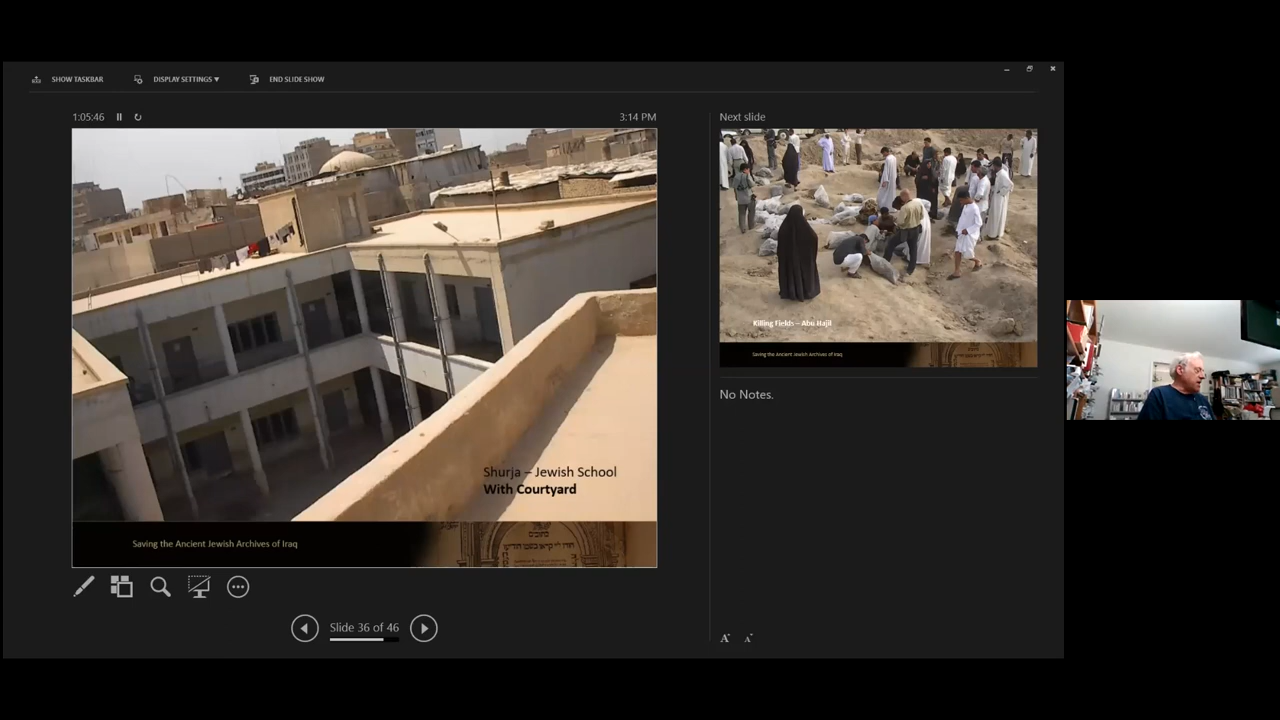 SHOW TASKBAR
DISPLAY SETTINGS ▼
END SLIDE SHOW
1:05:46
3:14 PM
Next slide
Shurja – Jewish School
With Courtyard
Saving the Ancient Jewish Archives of Iraq
Killing Fields – Abu Hajil
Saving the Ancient Jewish Archives of Iraq
No Notes.
Slide 36 of 46
A
A